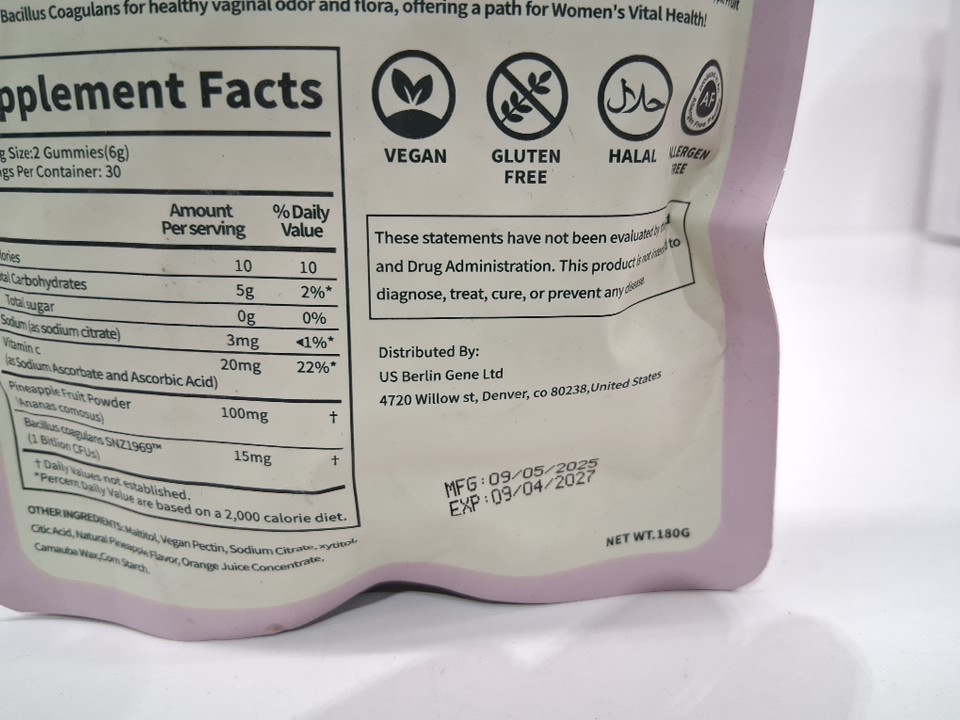 Bacillus Coagulans for healthy vaginal odor and flora, offering a path for Women's Vital Health!
pplement Facts
g Size:2 Gummies(6g)
gs Per Container: 30
Amount Per serving
% Daily Value
ories 10 10
tal Carbohydrates 5g 2%*
Total sugar 0g 0%
Sodium (as sodium citrate) 3mg <1%*
Vitamin c
(as Sodium Ascorbate and Ascorbic Acid) 20mg 22%*
Pineapple Fruit Powder
(Ananas comosus) 100mg †
Bacillus coagulans SNZ1969™
(1 Billion CFUs) 15mg †
† Daily Values not established.
*Percent Daily Value are based on a 2,000 calorie diet.
OTHER INGREDIENTS: Maltitol, Vegan Pectin, Sodium Citrate, xylitol,
Citic Acid, Natural Pineapple Flavor, Orange Juice Concentrate,
Carnauba Wax,Corn Starch.
VEGAN
GLUTEN
FREE
حلال
HALAL
AF
LLERGEN
REE
These statements have not been evaluated by
and Drug Administration. This product is not intended to
diagnose, treat, cure, or prevent any disease.
Distributed By:
US Berlin Gene Ltd
4720 Willow st, Denver, co 80238,United States
MFG:09/05/2025
EXP:09/04/2027
NET WT.180G